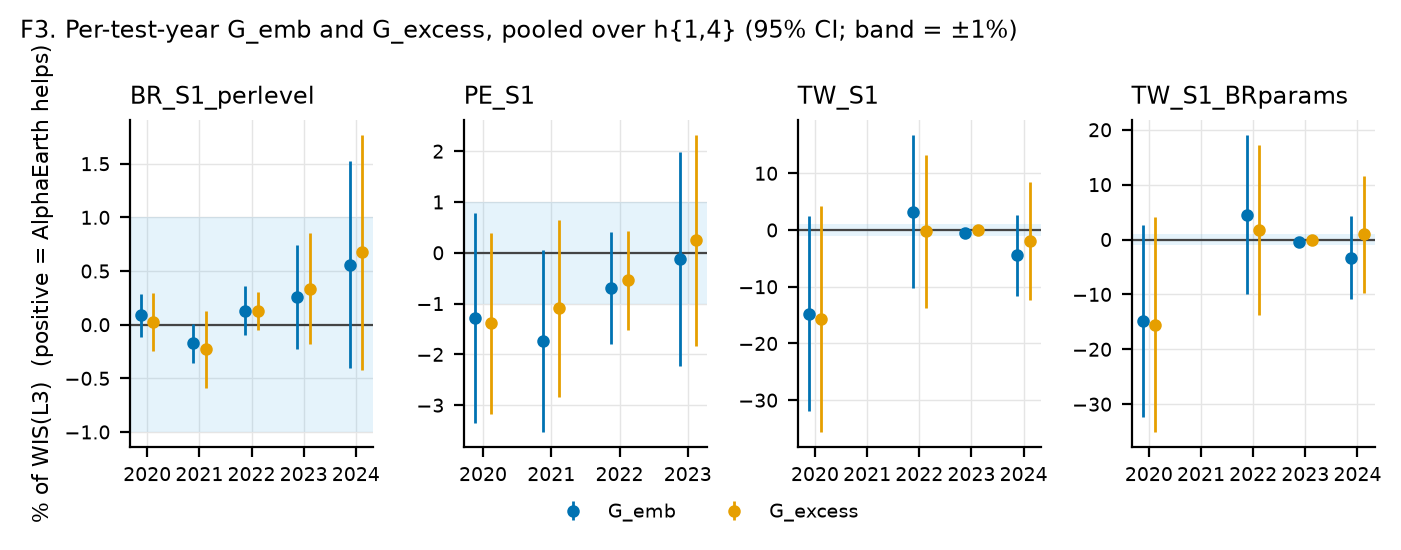 F3. Per-test-year G_emb and G_excess, pooled over h{1,4} (95% CI; band = ±1%)
% of WIS(L3)  (positive = AlphaEarth helps)
BR_S1_perlevel
1.5
1.0
0.5
0.0
−0.5
−1.0
2020 2021 2022 2023 2024
PE_S1
2
1
0
−1
−2
−3
2020 2021 2022 2023
TW_S1
10
0
−10
−20
−30
2020 2021 2022 2023 2024
TW_S1_BRparams
20
10
0
−10
−20
−30
2020 2021 2022 2023 2024
G_emb
G_excess